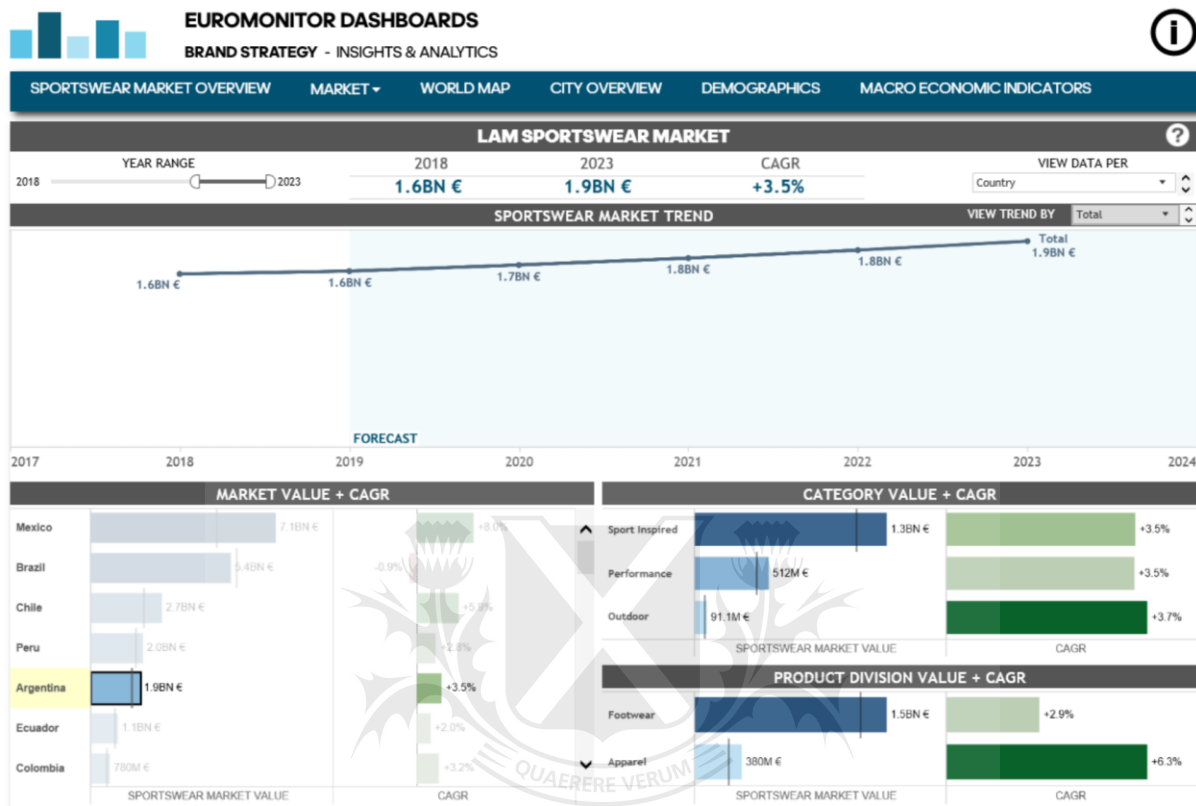 EUROMONITOR DASHBOARDS
BRAND STRATEGY - INSIGHTS & ANALYTICS
i
SPORTSWEAR MARKET OVERVIEW MARKET WORLD MAP CITY OVERVIEW DEMOGRAPHICS MACRO ECONOMIC INDICATORS
LAM SPORTSWEAR MARKET ?
YEAR RANGE 2018 2023 CAGR VIEW DATA PER
2018 2023 1.6BN € 1.9BN € +3.5% Country
SPORTSWEAR MARKET TREND VIEW TREND BY Total
Total
1.6BN € 1.6BN € 1.7BN € 1.8BN € 1.8BN € 1.9BN €
FORECAST
2017 2018 2019 2020 2021 2022 2023 2024
MARKET VALUE + CAGR
Mexico 7.1BN € +8.0%
Brazil 5.4BN € -0.9%
Chile 2.7BN € +5.9%
Peru 2.0BN € +2.8%
Argentina 1.9BN € +3.5%
Ecuador 1.1BN € +2.0%
Colombia 780M € +3.2%
SPORTSWEAR MARKET VALUE CAGR
CATEGORY VALUE + CAGR
Sport Inspired 1.3BN € +3.5%
Performance 512M € +3.5%
Outdoor 91.1M € +3.7%
SPORTSWEAR MARKET VALUE CAGR
PRODUCT DIVISION VALUE + CAGR
Footwear 1.5BN € +2.9%
Apparel 380M € +6.3%
SPORTSWEAR MARKET VALUE CAGR
QUAERERE VERUM